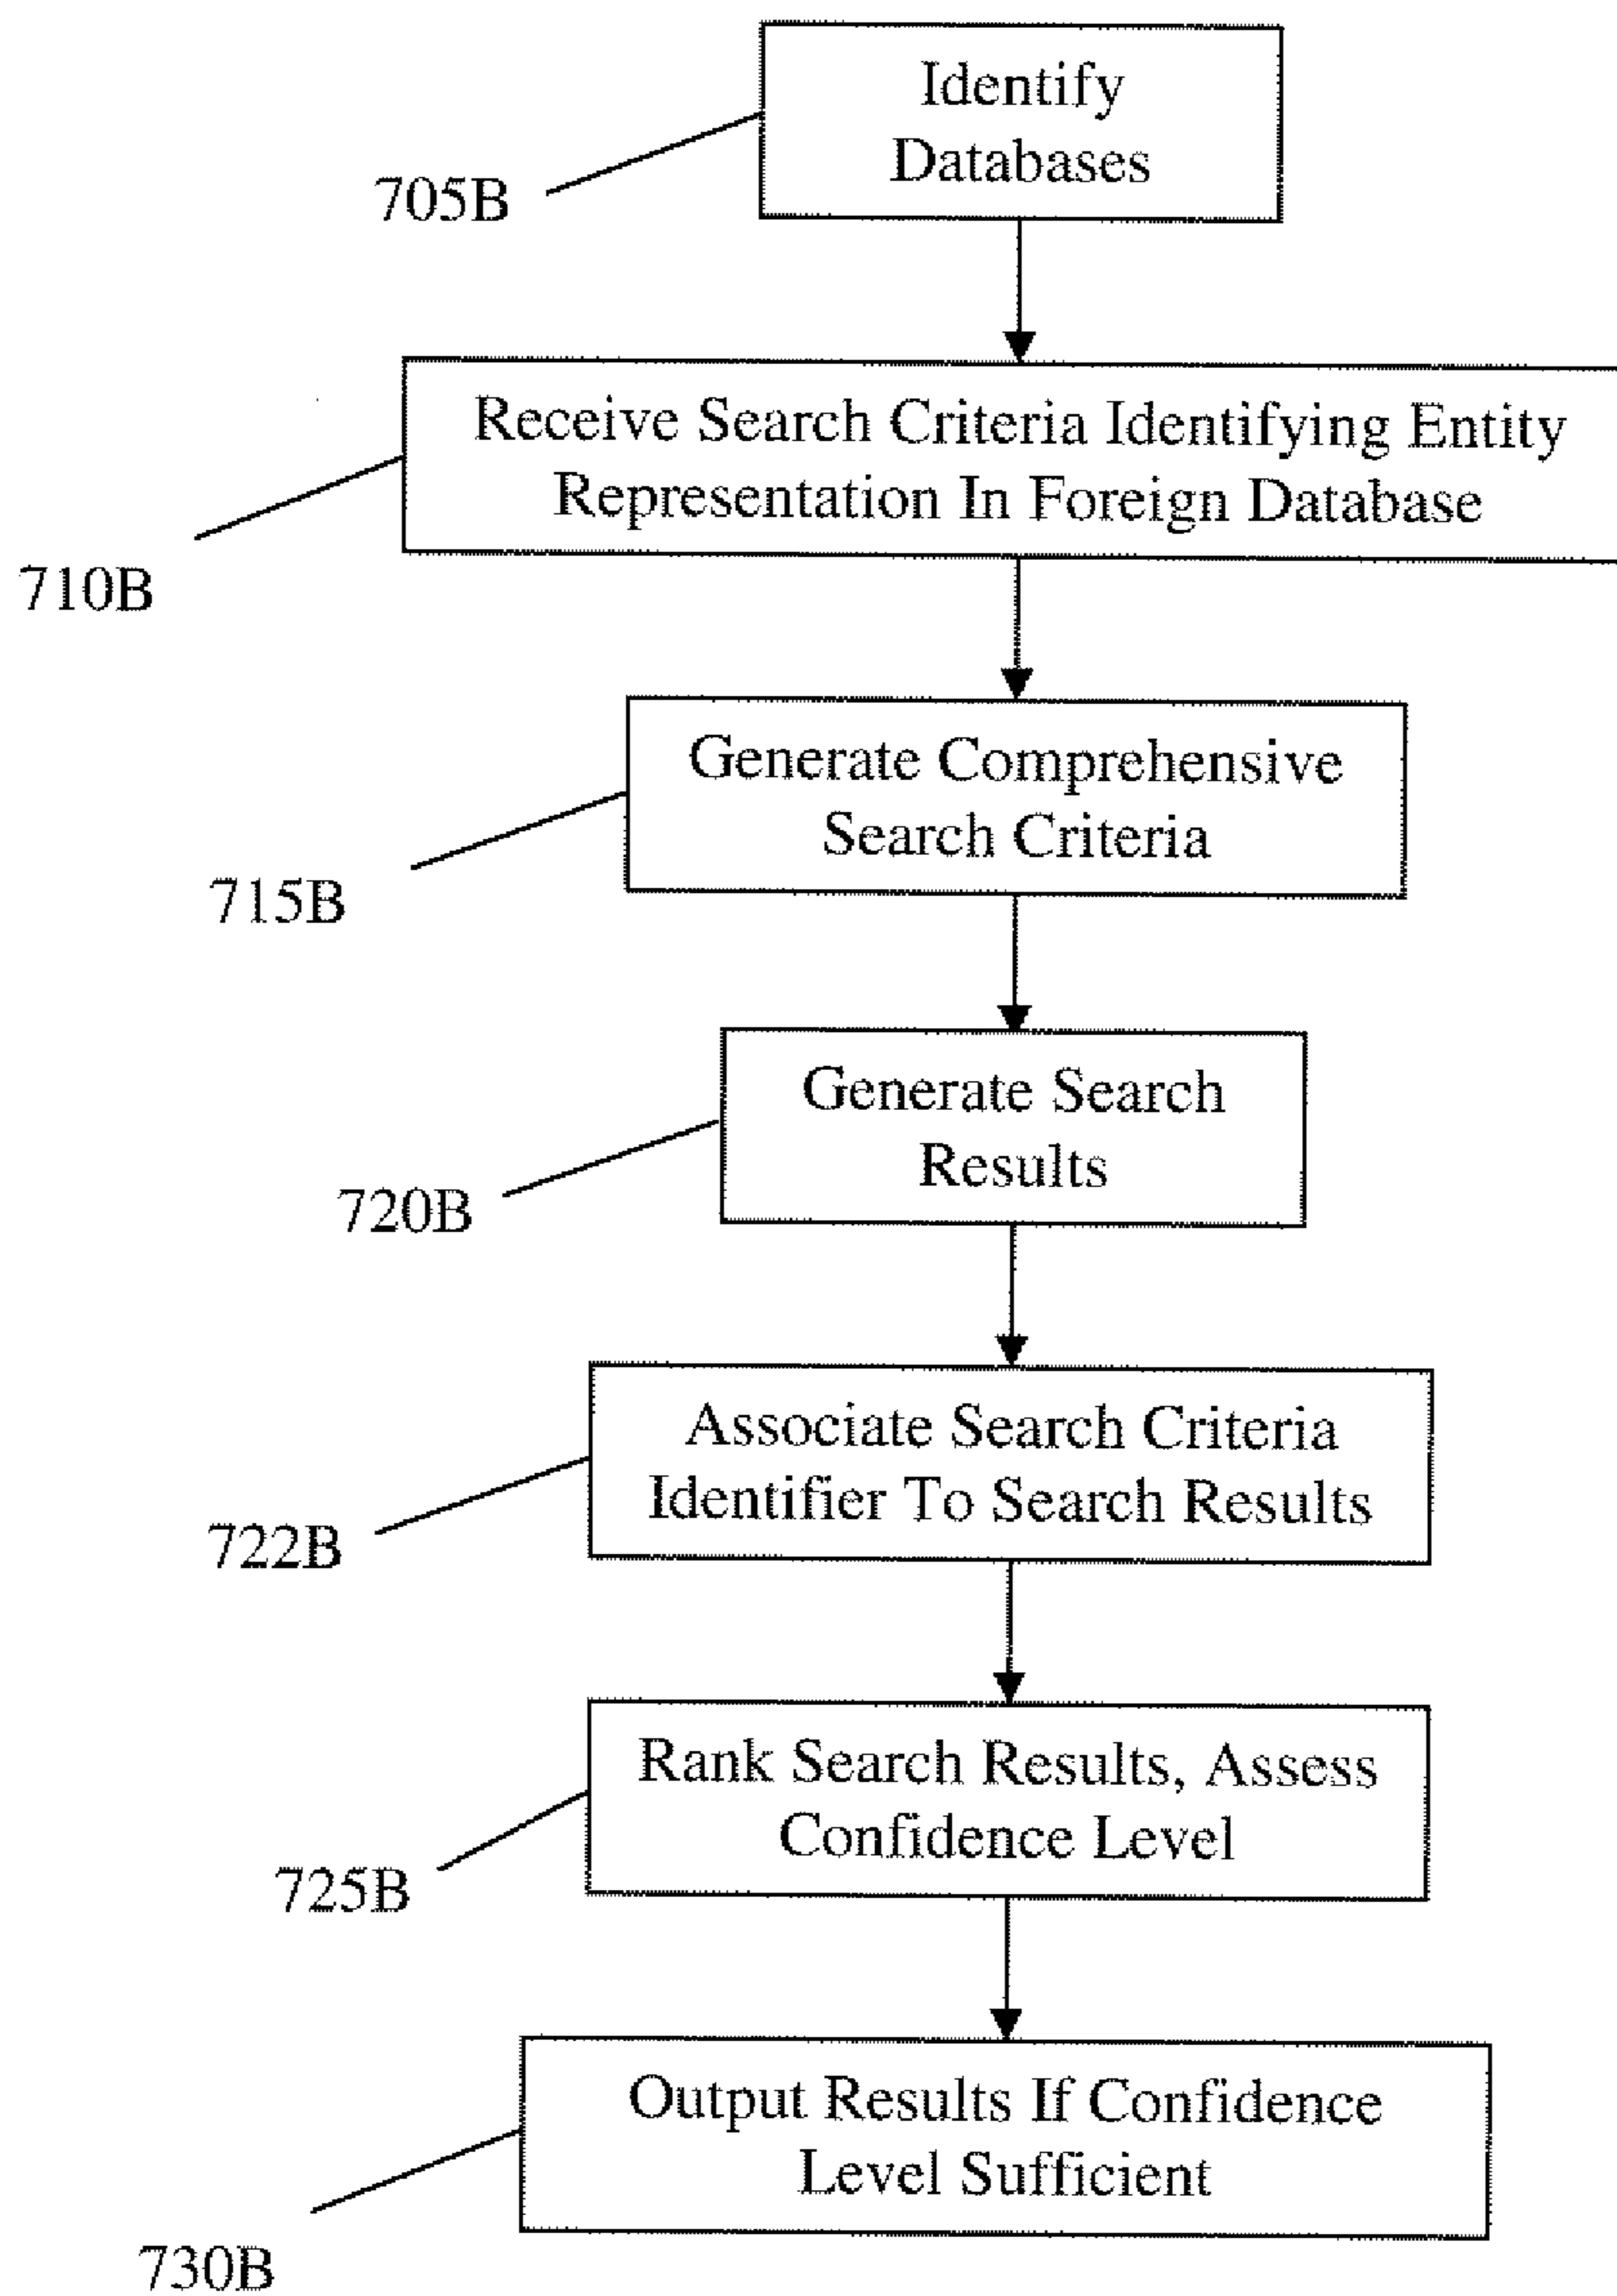 Identify
Databases
705B
Receive Search Criteria Identifying Entity
Representation In Foreign Database
710B
Generate Comprehensive
Search Criteria
715B
Generate Search
Results
720B
Associate Search Criteria
Identifier To Search Results
722B
Rank Search Results, Assess
Confidence Level
725B
Output Results If Confidence
Level Sufficient
730B